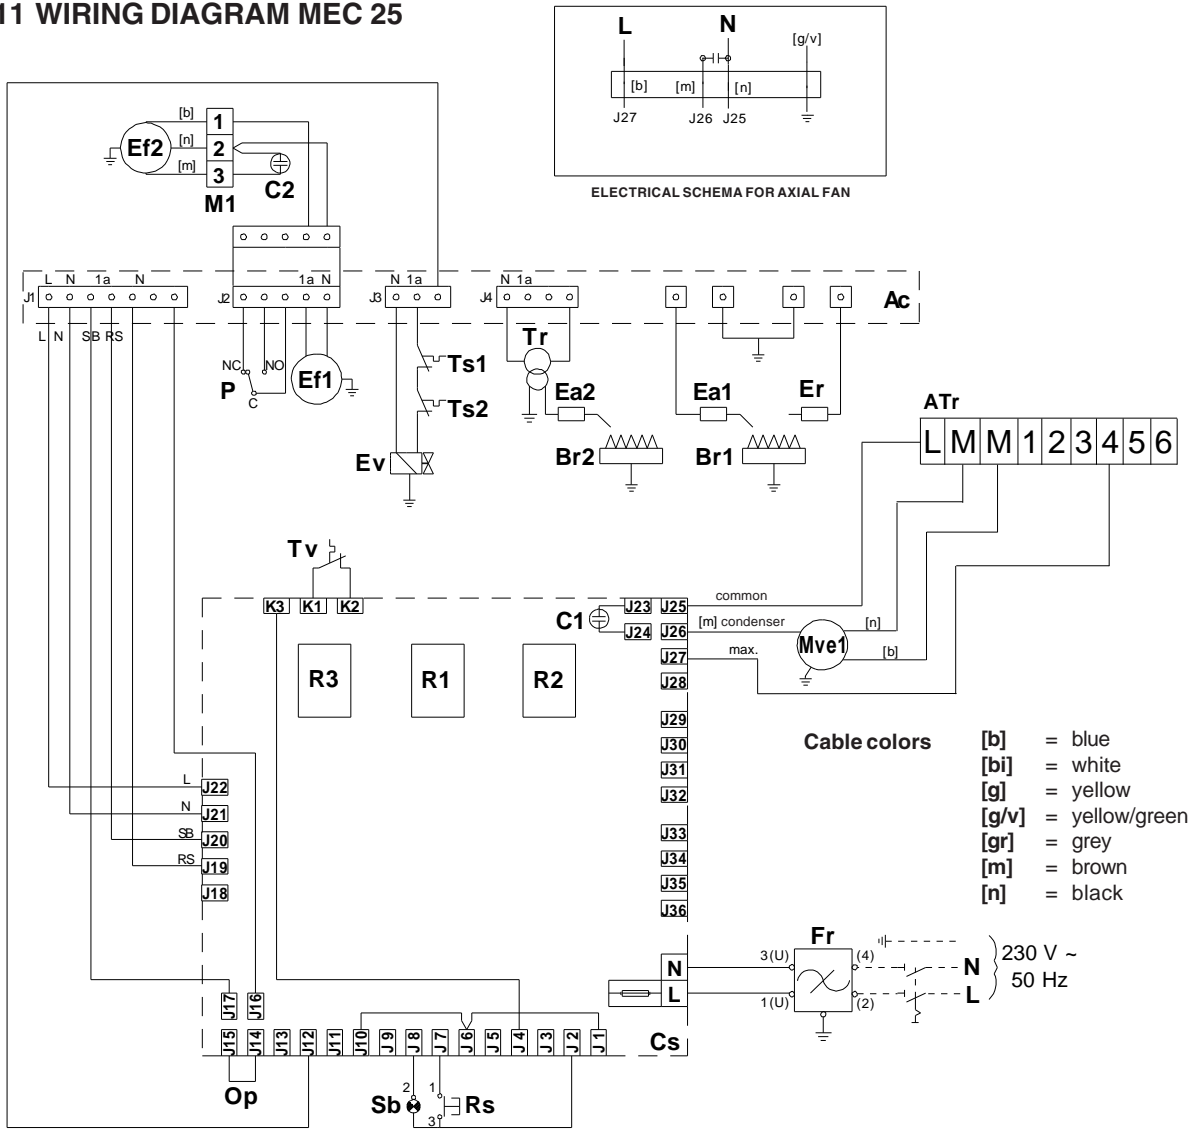 11 WIRING DIAGRAM MEC 25
L N [g/v]
[b] [m] [n]
J27 J26 J25
ELECTRICAL SCHEMA FOR AXIAL FAN
[b] 1
Ef2 [n] 2
[m] 3
M1 C2
L N 1a N
J1
1a N
J2
N 1a
J3
N 1a
J4
Ac
L N SB RS
NC NO
P C Ef1
Ts1
Ts2
Ev
Tr
Ea2 Ea1 Er
Br2 Br1
ATr
L M M 1 2 3 4 5 6
Tv
K3 K1 K2
C1 J23 J25 common
J24 J26 [m] condenser [n]
J27 max. Mve1 [b]
J28
R3 R1 R2
J29
J30
J31
J32
J33
J34
J35
J36
L J22
N J21
SB J20
RS J19
J18
Cable colors
[b] = blue
[bi] = white
[g] = yellow
[g/v] = yellow/green
[gr] = grey
[m] = brown
[n] = black
Fr
N 3(U) (4) N
L 1(U) (2) L
230 V ~
50 Hz
J17 J16
J15 J14 J13 J12 J11 J10 J9 J8 J7 J6 J5 J4 J3 J2 J1
Cs
Op
Sb 2 1 Rs
3